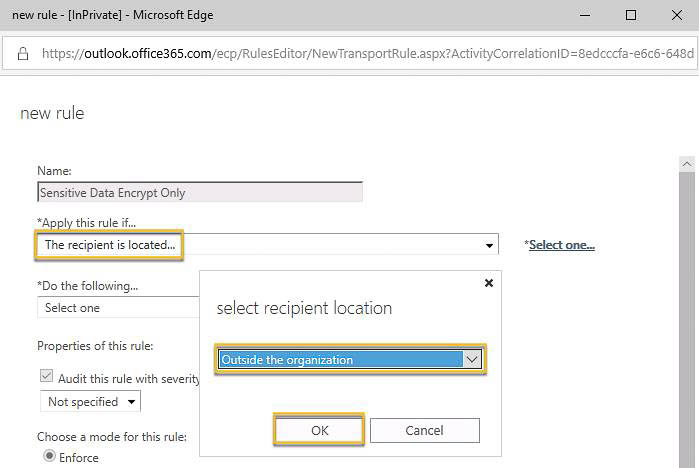 new rule - [InPrivate] - Microsoft Edge
https://outlook.office365.com/ecp/RulesEditor/NewTransportRule.aspx?ActivityCorrelationID=8edcccfa-e6c6-648d
new rule
Name:
Sensitive Data Encrypt Only
*Apply this rule if...
The recipient is located...
*Select one...
*Do the following...
Select one
select recipient location
Outside the organization
OK
Cancel
Properties of this rule:
Audit this rule with severity
Not specified
Choose a mode for this rule:
Enforce